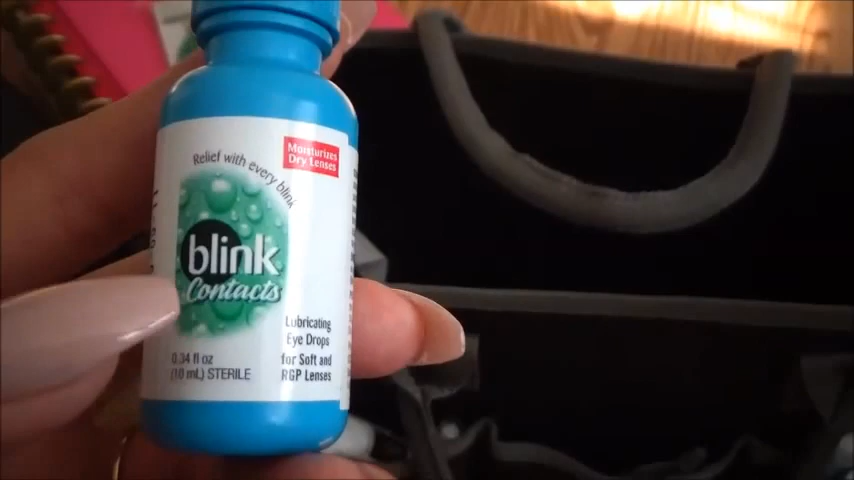 Moisturizes
Dry Lenses
Relief with every blink
blink
Contacts
Lubricating
Eye Drops
for Soft and
RGP Lenses
0.34 fl oz
(10 mL) STERILE